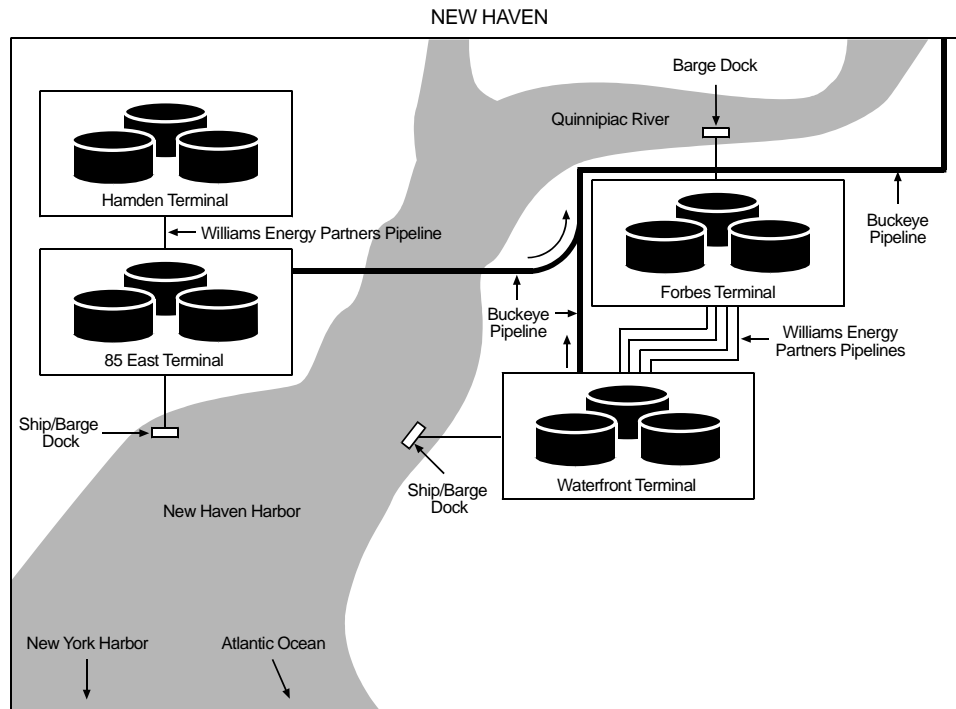 NEW HAVEN
Barge Dock
Quinnipiac River
Hamden Terminal
Williams Energy Partners Pipeline
Buckeye
Pipeline
Forbes Terminal
Buckeye
Pipeline
Williams Energy
Partners Pipelines
85 East Terminal
Ship/Barge
Dock
Waterfront Terminal
Ship/Barge
Dock
New Haven Harbor
New York Harbor
Atlantic Ocean